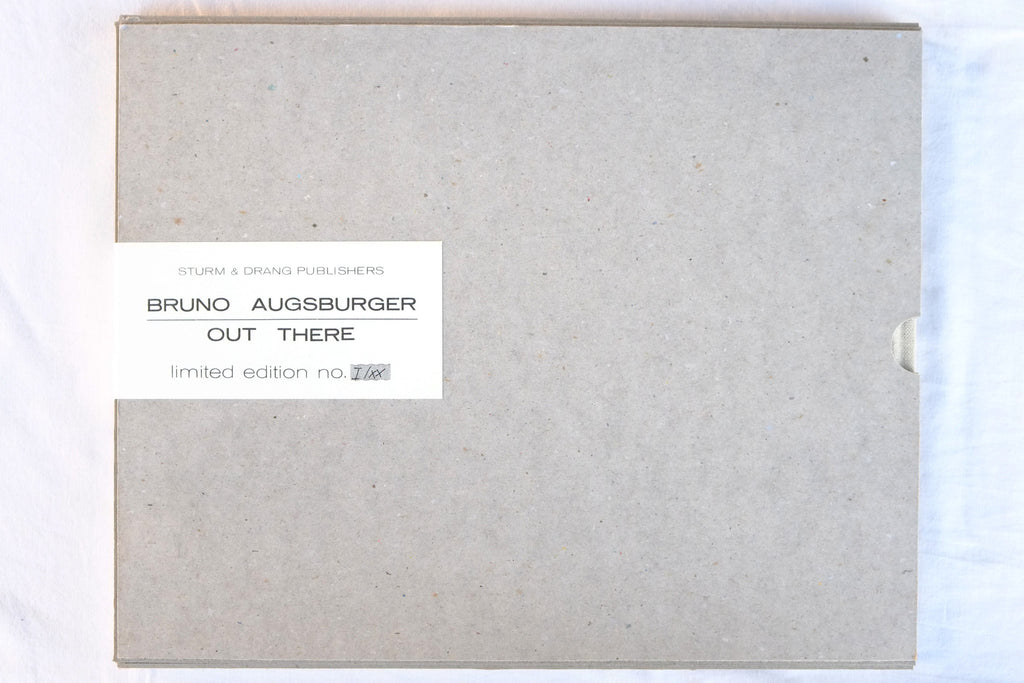 STURM & DRANG PUBLISHERS
BRUNO AUGSBURGER
OUT THERE
limited edition no. I/XX